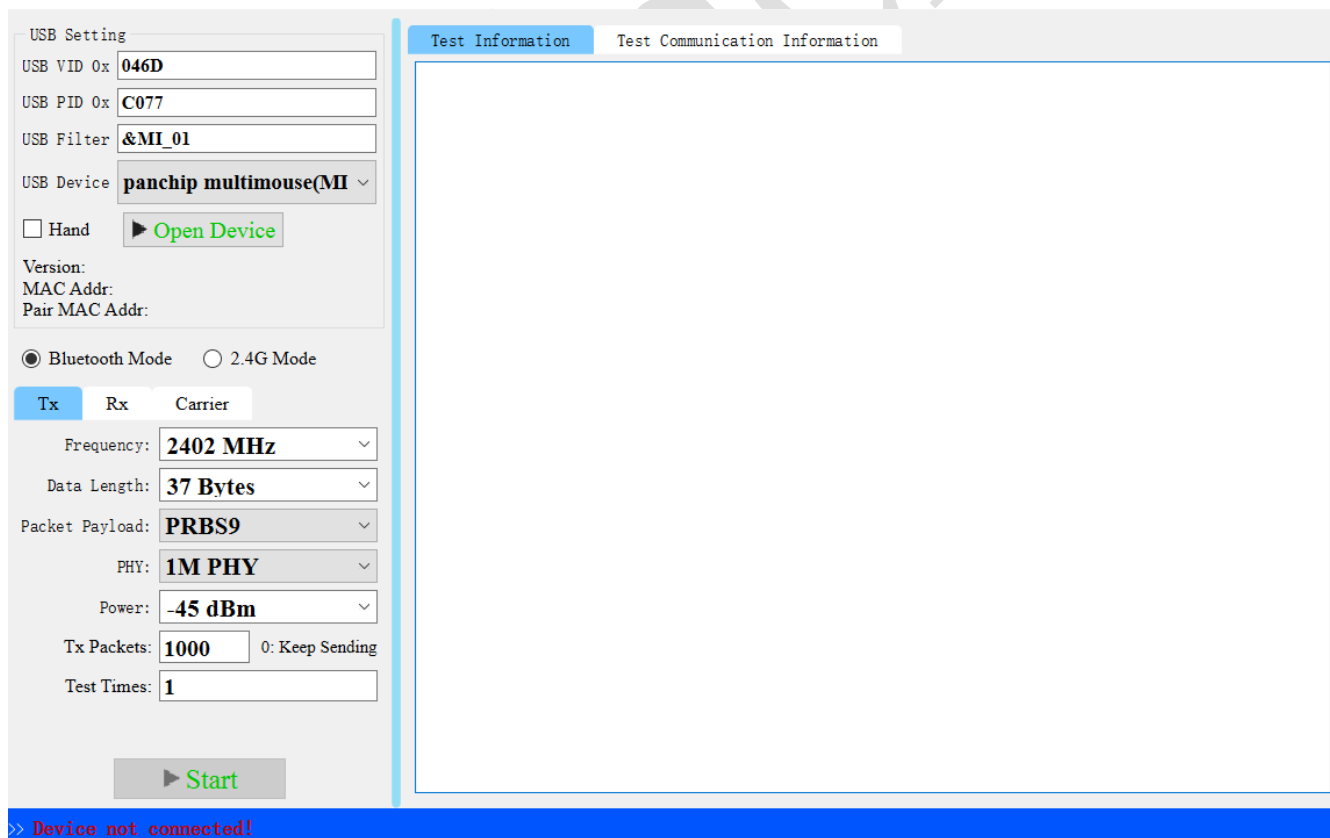 USB Setting
USB VID 0x 046D
USB PID 0x C077
USB Filter &MI_01
USB Device panchip multimouse(MI
Hand Open Device
Version:
MAC Addr:
Pair MAC Addr:
Bluetooth Mode 2.4G Mode
Tx Rx Carrier
Frequency: 2402 MHz
Data Length: 37 Bytes
Packet Payload: PRBS9
PHY: 1M PHY
Power: -45 dBm
Tx Packets: 1000 0: Keep Sending
Test Times: 1
Start
Test Information Test Communication Information
>> Device not connected!